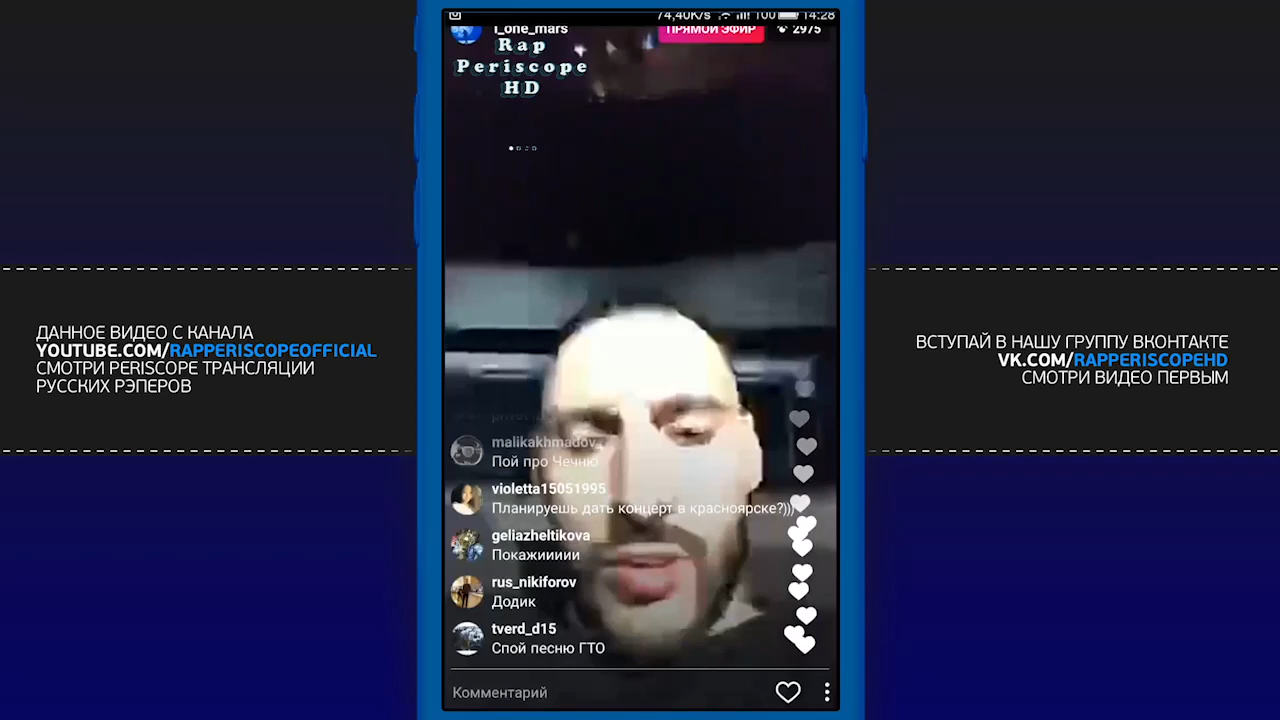 74,40K/s
100
14:28
i_one_mars
ПРЯМОЙ ЭФИР
2975
Rap
Periscope
HD
ДАННОЕ ВИДЕО С КАНАЛА
YOUTUBE.COM/RAPPERISCOPEOFFICIAL
СМОТРИ PERISCOPE ТРАНСЛЯЦИИ
РУССКИХ РЭПЕРОВ
ВСТУПАЙ В НАШУ ГРУППУ ВКОНТАКТЕ
VK.COM/RAPPERISCOPEHD
СМОТРИ ВИДЕО ПЕРВЫМ
malikakhmadov
Пой про Чечню
violetta15051995
Планируешь дать концерт в красноярске?)))
geliazheltikova
Покажиииии
rus_nikiforov
Додик
tverd_d15
Спой песню ГТО
Комментарий